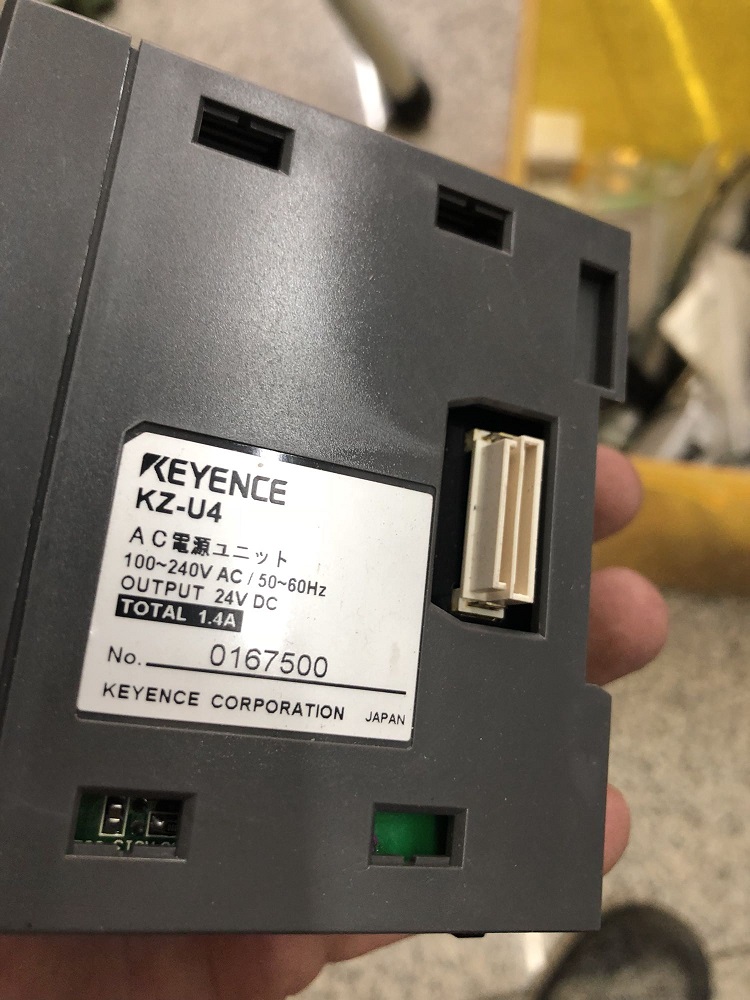 KEYENCE
KZ-U4
AC電源ユニット
100~240V AC / 50~60Hz
OUTPUT 24V DC
TOTAL 1.4A
No. 0167500
KEYENCE CORPORATION JAPAN